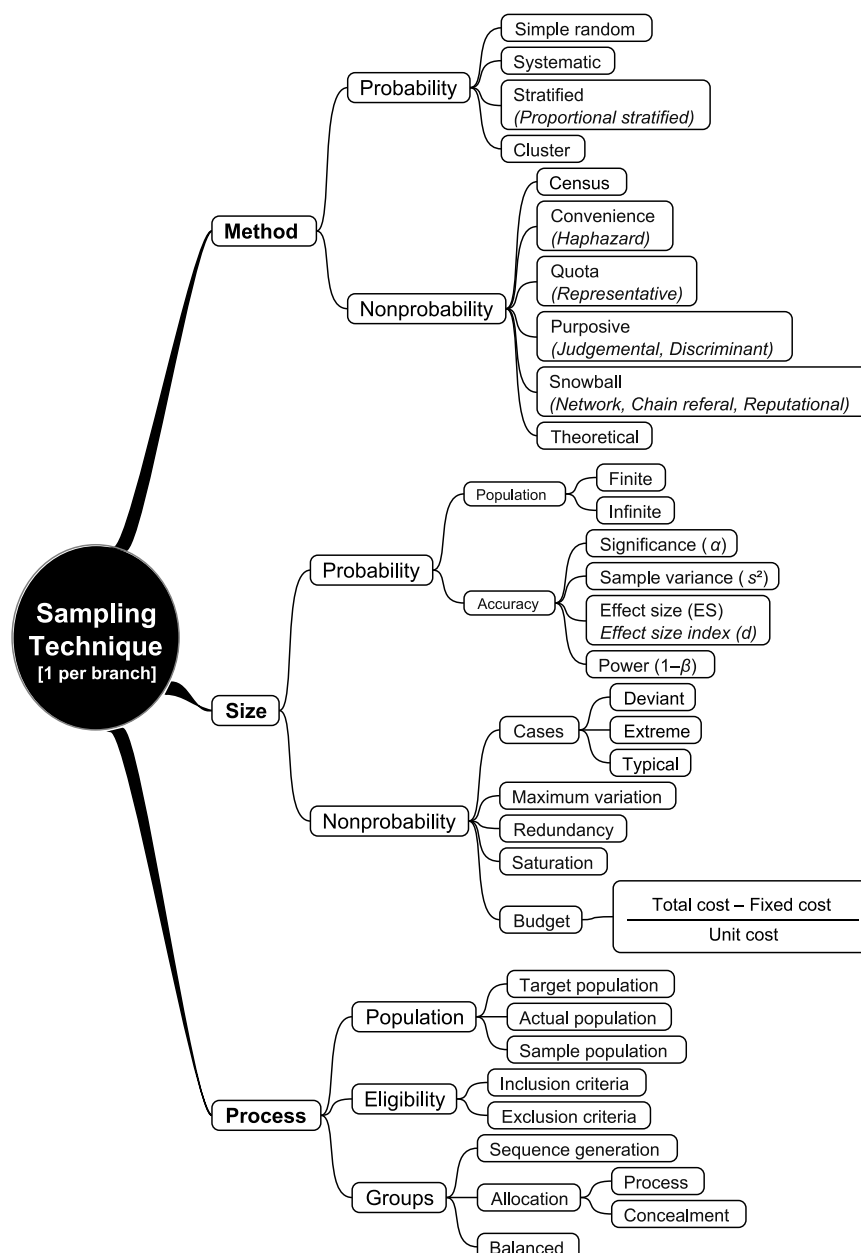 Sampling
Technique
[1 per branch]
Method
Probability
Simple random
Systematic
Stratified
(Proportional stratified)
Cluster
Nonprobability
Census
Convenience
(Haphazard)
Quota
(Representative)
Purposive
(Judgemental, Discriminant)
Snowball
(Network, Chain referal, Reputational)
Theoretical
Size
Probability
Population
Finite
Infinite
Accuracy
Significance (α)
Sample variance (s²)
Effect size (ES)
Effect size index (d)
Power (1–β)
Nonprobability
Cases
Deviant
Extreme
Typical
Maximum variation
Redundancy
Saturation
Budget
Total cost – Fixed cost
Unit cost
Process
Population
Target population
Actual population
Sample population
Eligibility
Inclusion criteria
Exclusion criteria
Groups
Sequence generation
Allocation
Process
Concealment
Balanced